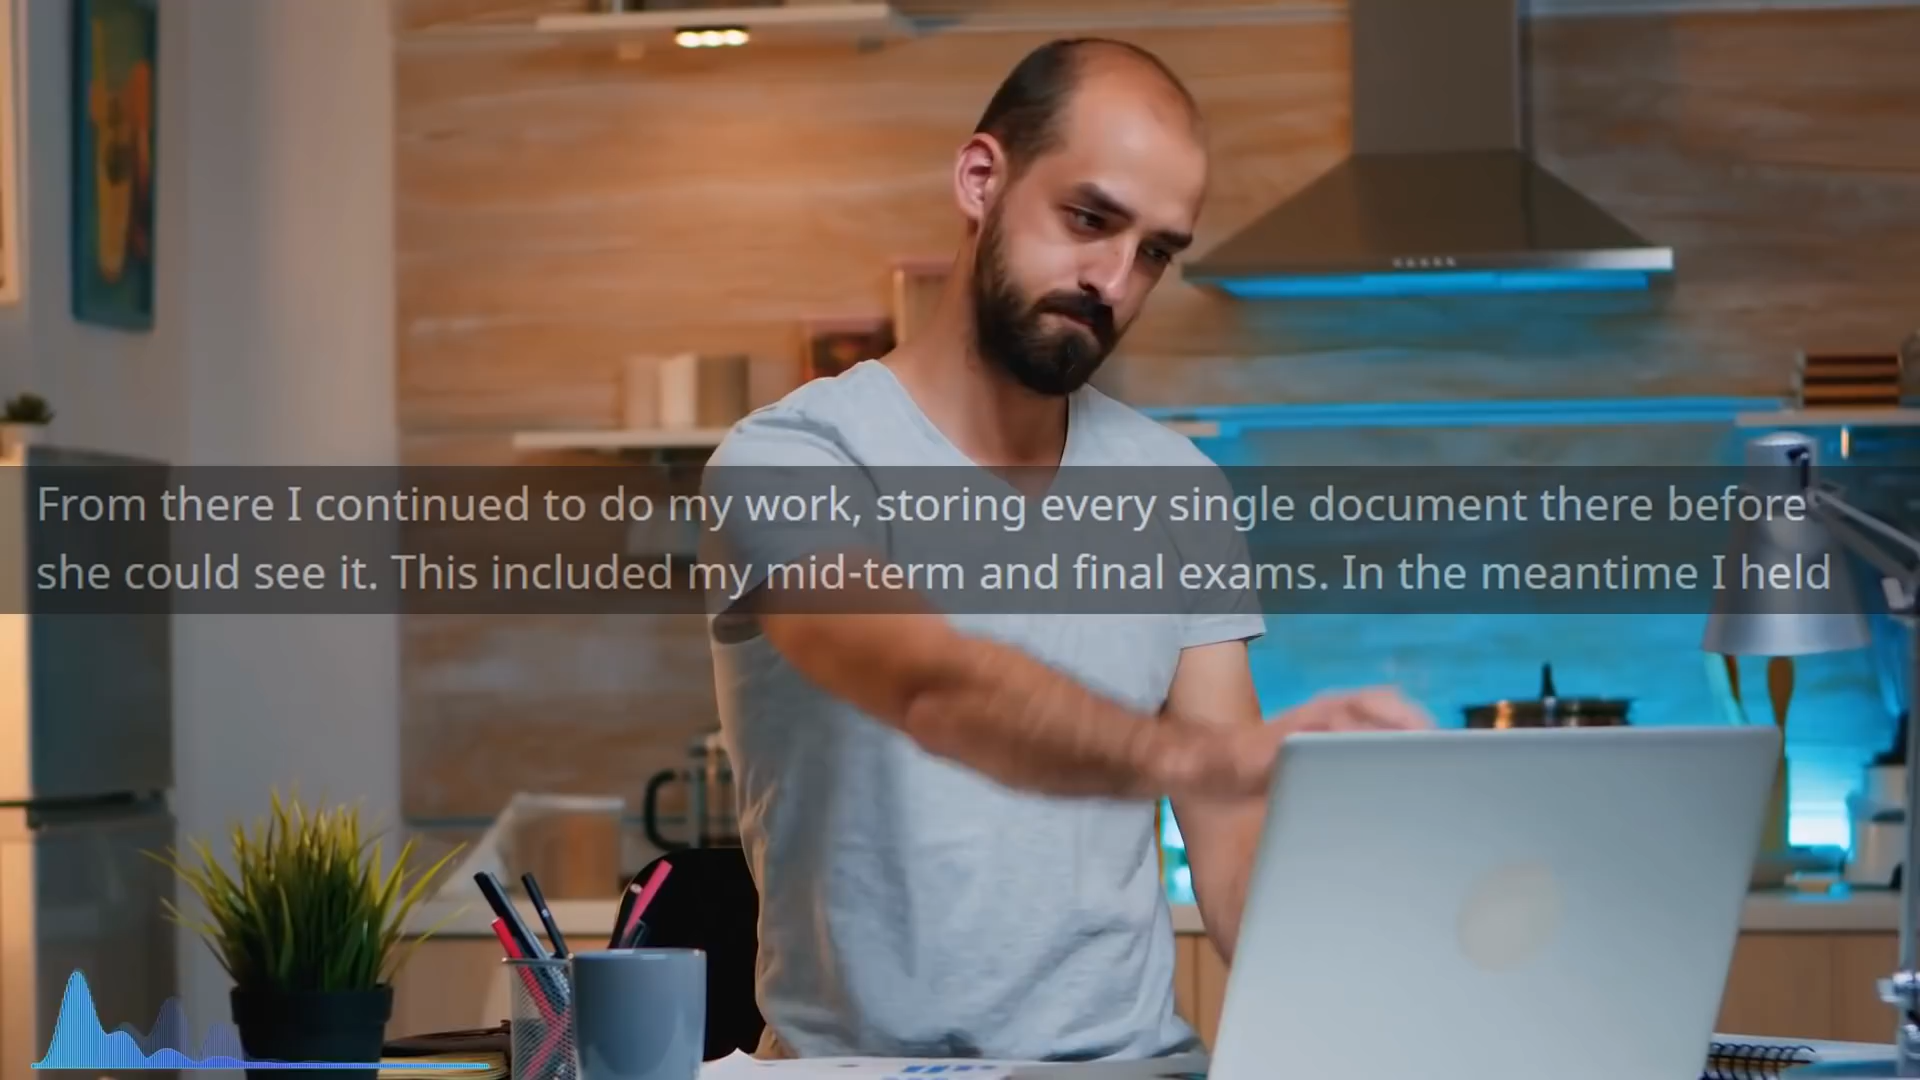 From there I continued to do my work, storing every single document there before
she could see it. This included my mid-term and final exams. In the meantime I held